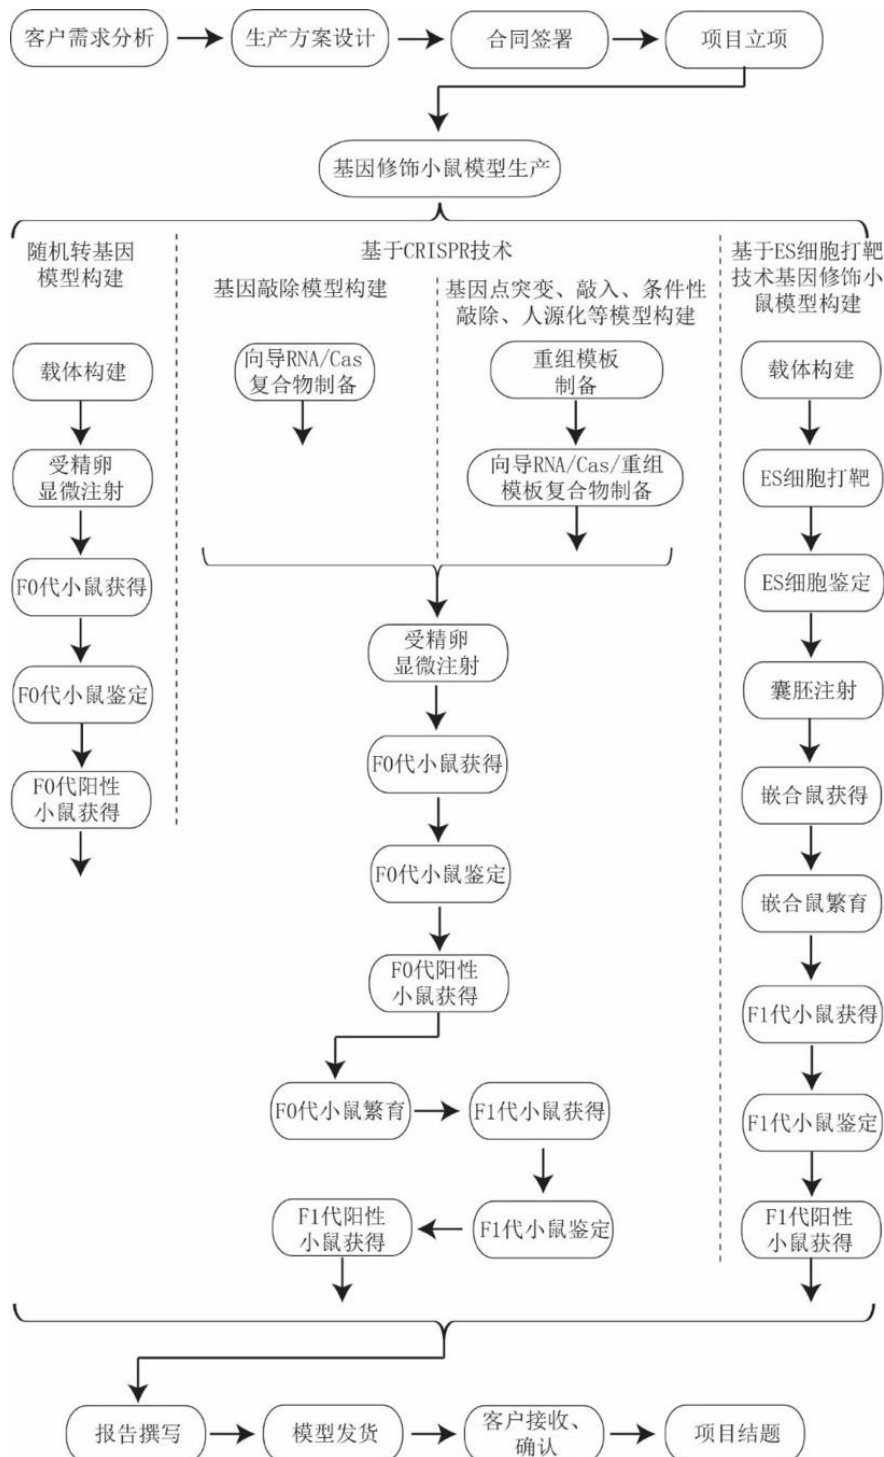 客户需求分析
生产方案设计
合同签署
项目立项
基因修饰小鼠模型生产
随机转基因
模型构建
载体构建
受精卵
显微注射
F0代小鼠获得
F0代小鼠鉴定
F0代阳性
小鼠获得
基于CRISPR技术
基因敲除模型构建
向导RNA/Cas
复合物制备
基因点突变、敲入、条件性
敲除、人源化等模型构建
重组模板
制备
向导RNA/Cas/重组
模板复合物制备
受精卵
显微注射
F0代小鼠获得
F0代小鼠鉴定
F0代阳性
小鼠获得
F0代小鼠繁育
F1代小鼠获得
F1代小鼠鉴定
F1代阳性
小鼠获得
基于ES细胞打靶
技术基因修饰小
鼠模型构建
载体构建
ES细胞打靶
ES细胞鉴定
囊胚注射
嵌合鼠获得
嵌合鼠繁育
F1代小鼠获得
F1代小鼠鉴定
F1代阳性
小鼠获得
报告撰写
模型发货
客户接收、
确认
项目结题